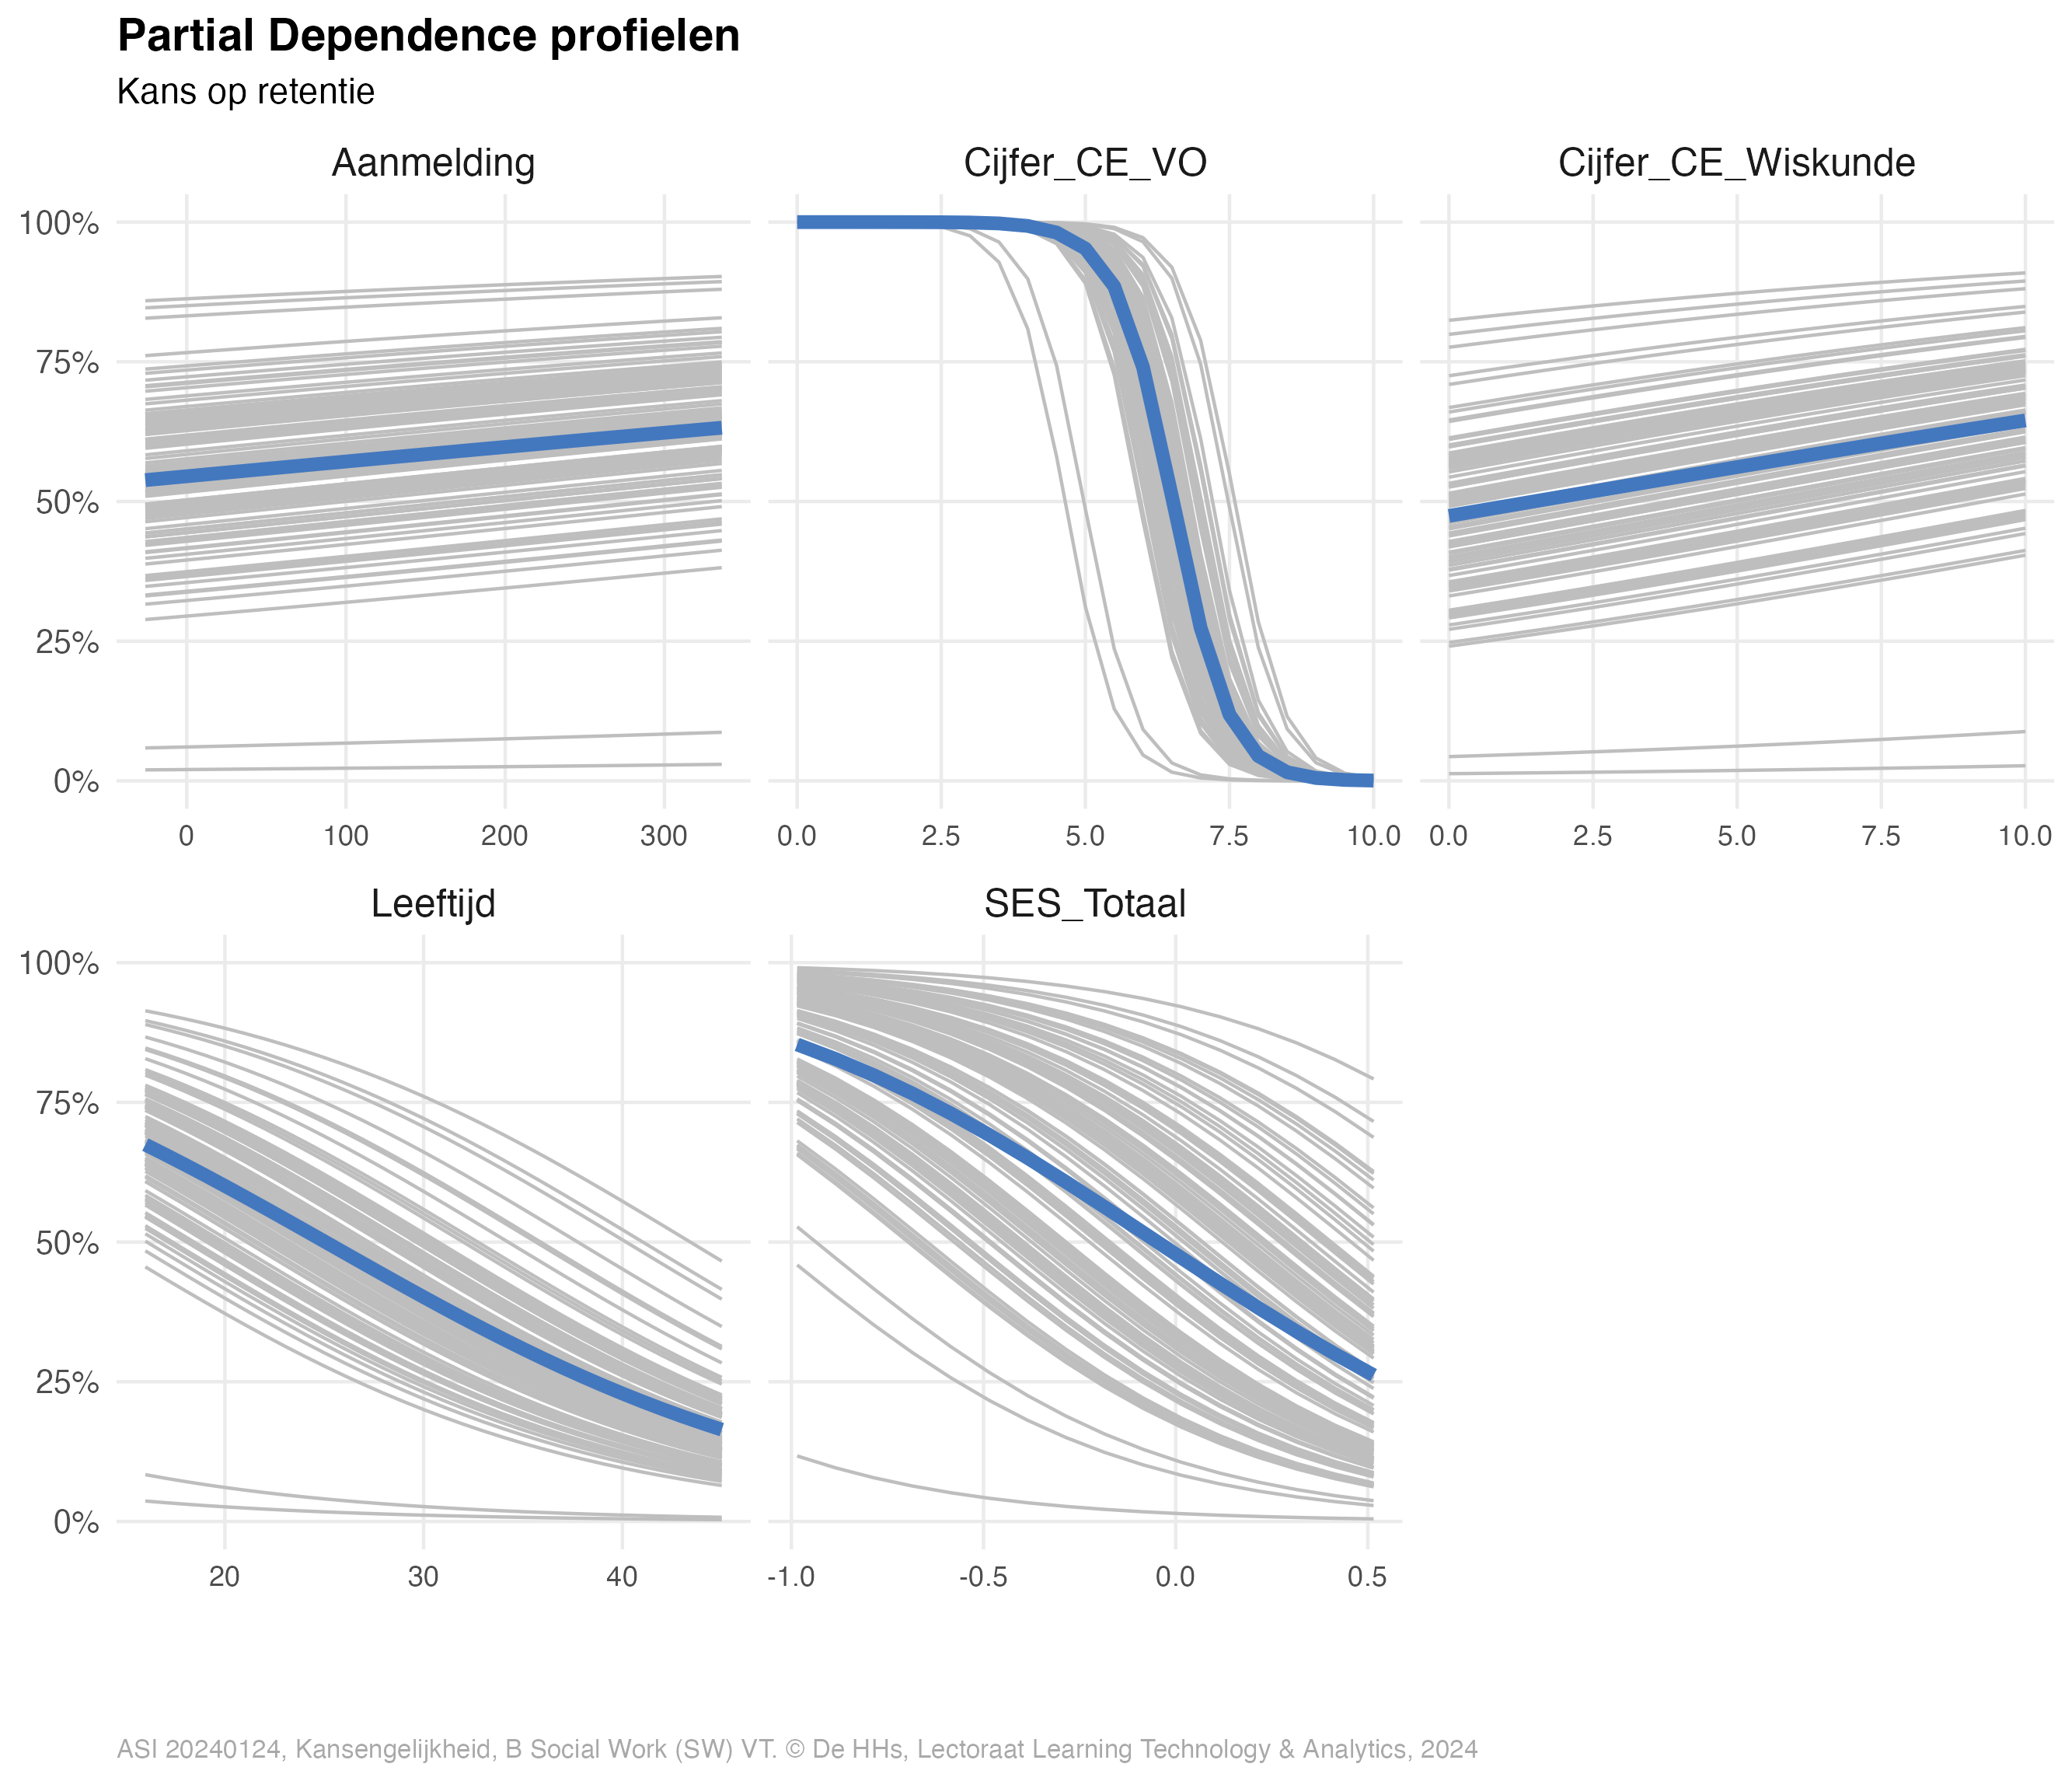 Partial Dependence profielen
Kans op retentie
Aanmelding
Cijfer_CE_VO
Cijfer_CE_Wiskunde
100%
75%
50%
25%
0%
0 100 200 300
0.0 2.5 5.0 7.5 10.0
0.0 2.5 5.0 7.5 10.0
Leeftijd
SES_Totaal
100%
75%
50%
25%
0%
20 30 40
-1.0 -0.5 0.0 0.5
ASI 20240124, Kansengelijkheid, B Social Work (SW) VT. © De HHs, Lectoraat Learning Technology & Analytics, 2024